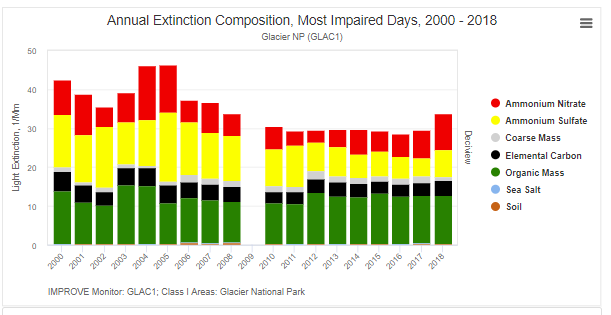 Annual Extinction Composition, Most Impaired Days, 2000 - 2018
Glacier NP (GLAC1)
Light Extinction, 1/Mm
50
40
30
20
10
0
2000
2001
2002
2003
2004
2005
2006
2007
2008
2009
2010
2011
2012
2013
2014
2015
2016
2017
2018
Deciview
Ammonium Nitrate
Ammonium Sulfate
Coarse Mass
Elemental Carbon
Organic Mass
Sea Salt
Soil
IMPROVE Monitor: GLAC1; Class I Areas: Glacier National Park